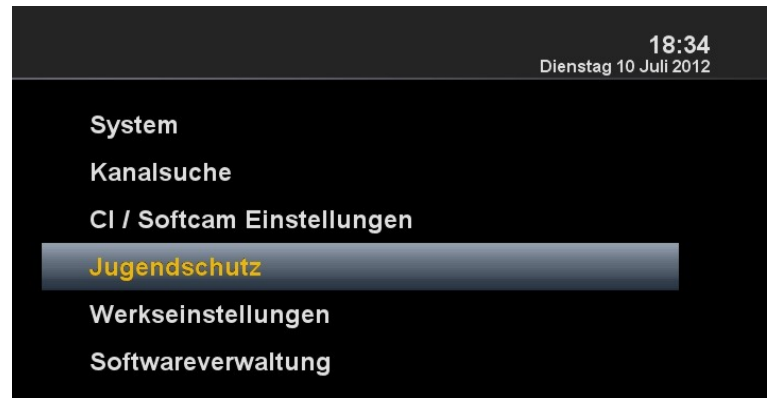 18:34
Dienstag 10 Juli 2012
System
Kanalsuche
CI / Softcam Einstellungen
Jugendschutz
Werkseinstellungen
Softwareverwaltung